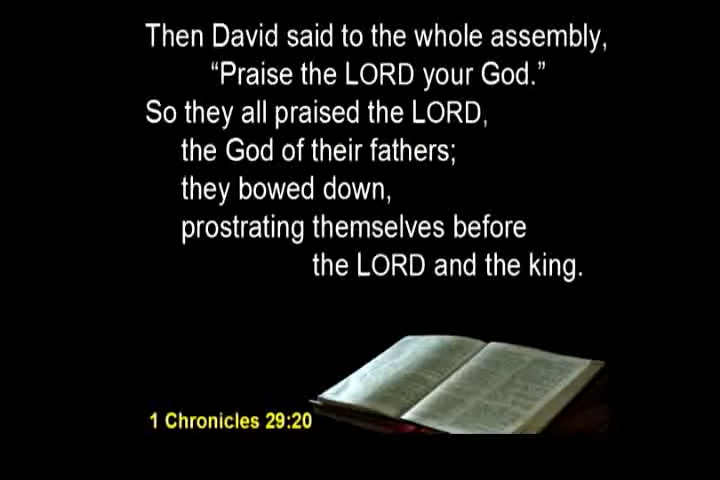 Then David said to the whole assembly,
“Praise the LORD your God.”
So they all praised the LORD,
the God of their fathers;
they bowed down,
prostrating themselves before
the LORD and the king.
1 Chronicles 29:20